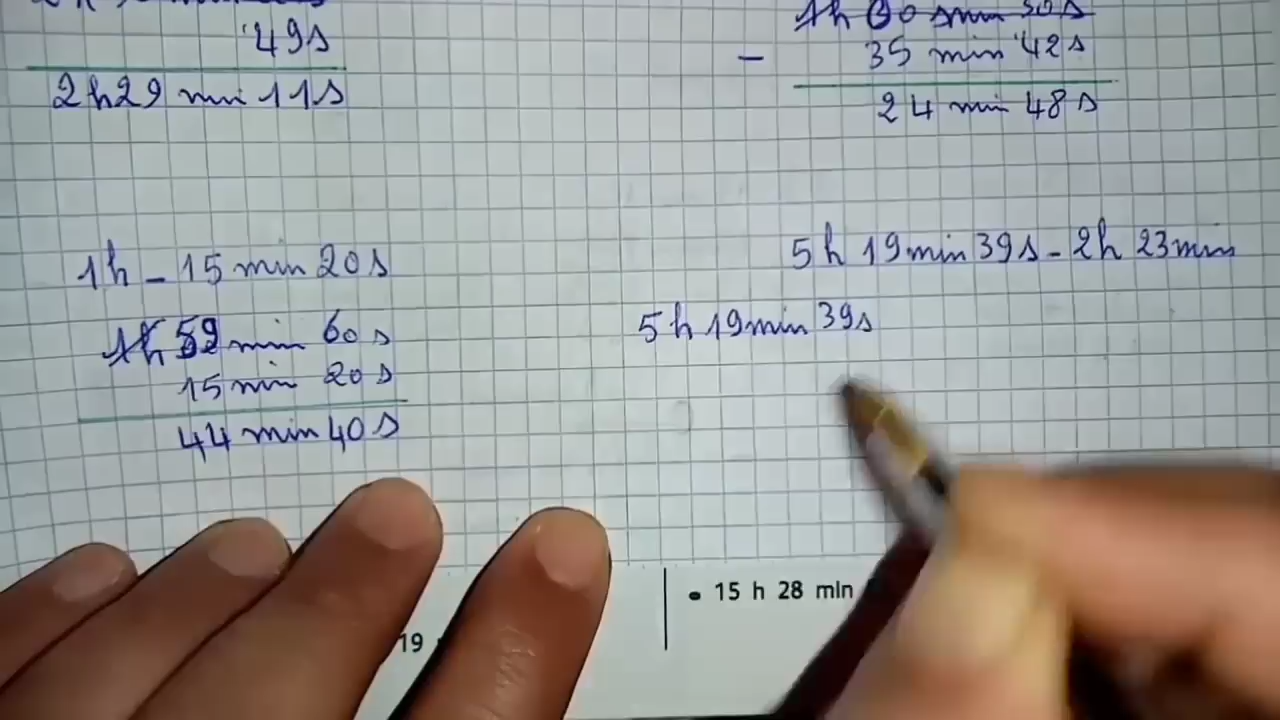 49s
2h29 min 11s
35 min 42s
-
24 min 48s
1h - 15 min 20s
1h 59 min 60s
15 min 20s
44 min 40s
5h 19min 39s - 2h 23min
5h 19min 39s
19
• 15 h 28 min